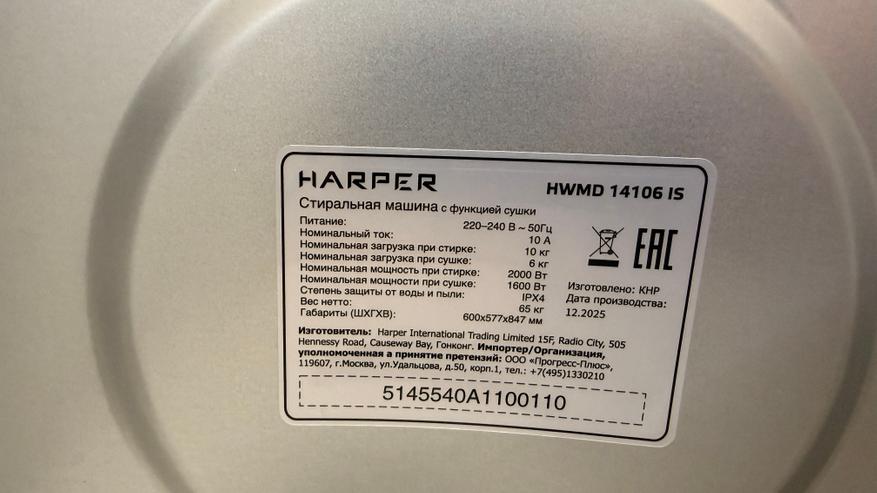 HARPER
HWMD 14106 IS
Стиральная машина с функцией сушки
Питание: 220–240 В ~ 50Гц
Номинальный ток: 10 А
Номинальная загрузка при стирке: 10 кг
Номинальная загрузка при сушке: 6 кг
Номинальная мощность при стирке: 2000 Вт
Номинальная мощности при сушке: 1600 Вт
Степень защиты от воды и пыли: IPX4
Вес нетто: 65 кг
Габариты (ШХГХВ): 600x577x847 мм
EAC
Изготовлено: КНР
Дата производства:
12.2025
Изготовитель: Harper International Trading Limited 15F, Radio City, 505
Hennessy Road, Causeway Bay, Гонконг. Импортер/Организация,
уполномоченная а принятие претензий: ООО «Прогресс-Плюс»,
119607, г.Москва, ул.Удальцова, д.50, корп.1, тел.: +7(495)1330210
5145540A1100110